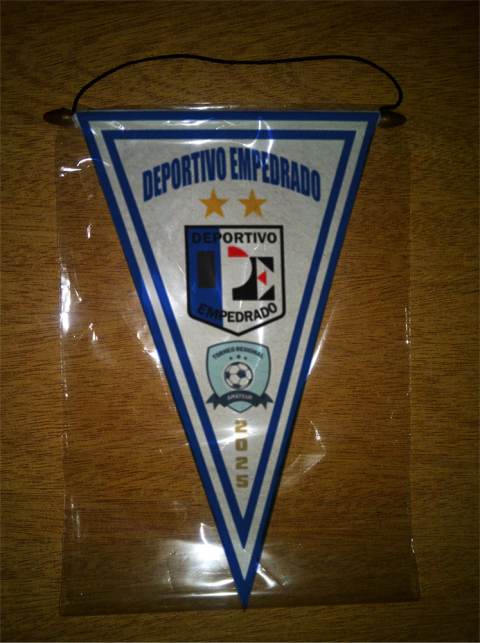 DEPORTIVO EMPEDRADO
DEPORTIVO
DE
EMPEDRADO
TORNEO REGIONAL
AMATEUR
2025